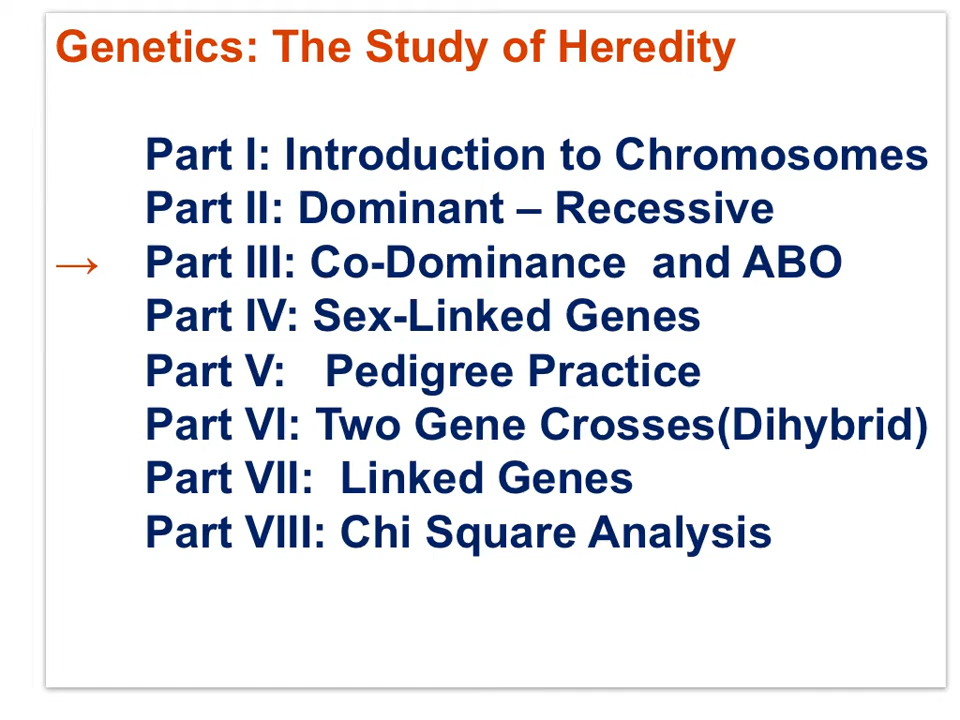 Genetics: The Study of Heredity
Part I: Introduction to Chromosomes
Part II: Dominant – Recessive
→ Part III: Co-Dominance and ABO
Part IV: Sex-Linked Genes
Part V: Pedigree Practice
Part VI: Two Gene Crosses(Dihybrid)
Part VII: Linked Genes
Part VIII: Chi Square Analysis